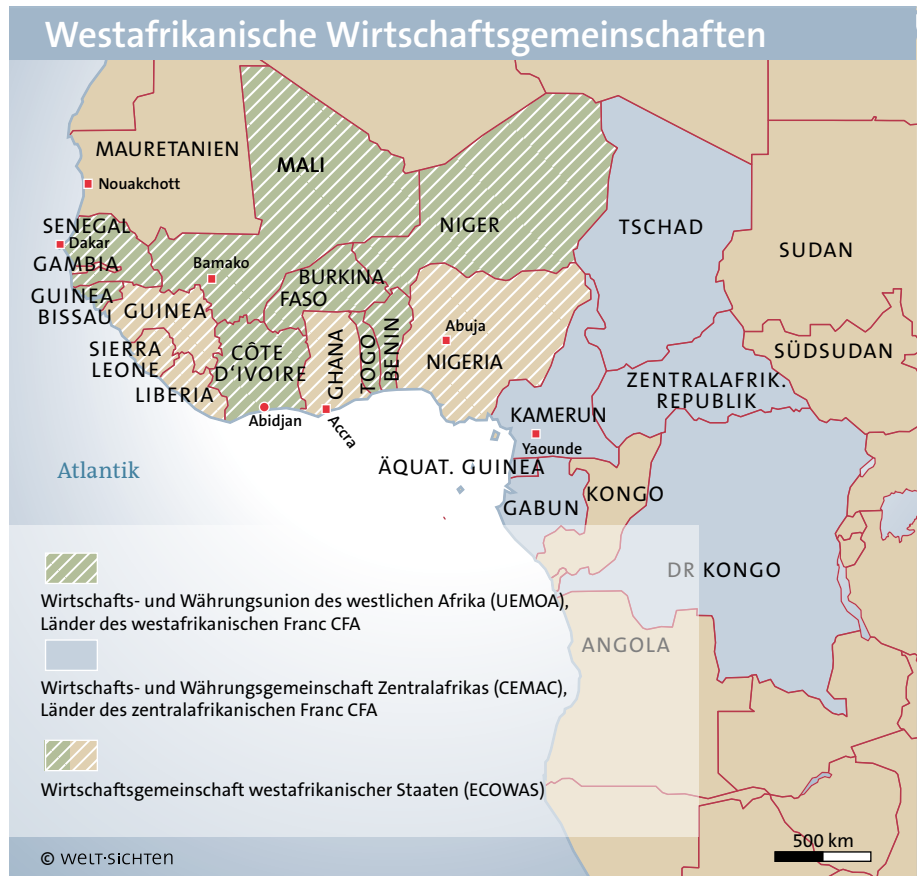 Westafrikanische Wirtschaftsgemeinschaften
MAURETANIEN
Nouakchott
MALI
NIGER
TSCHAD
SUDAN
SENEGAL
Dakar
GAMBIA
Bamako
BURKINA
FASO
GUINEA
BISSAU
GUINEA
SIERRA
LEONE
LIBERIA
CÔTE
D'IVOIRE
Abidjan
GHANA
Accra
TOGO
BENIN
Abuja
NIGERIA
SÜDSUDAN
ZENTRALAFRIK.
REPUBLIK
KAMERUN
Yaounde
Atlantik
ÄQUAT. GUINEA
GABUN
KONGO
DR KONGO
ANGOLA
Wirtschafts- und Währungsunion des westlichen Afrika (UEMOA),
Länder des westafrikanischen Franc CFA
Wirtschafts- und Währungsgemeinschaft Zentralafrikas (CEMAC),
Länder des zentralafrikanischen Franc CFA
Wirtschaftsgemeinschaft westafrikanischer Staaten (ECOWAS)
500 km
© WELT-SICHTEN